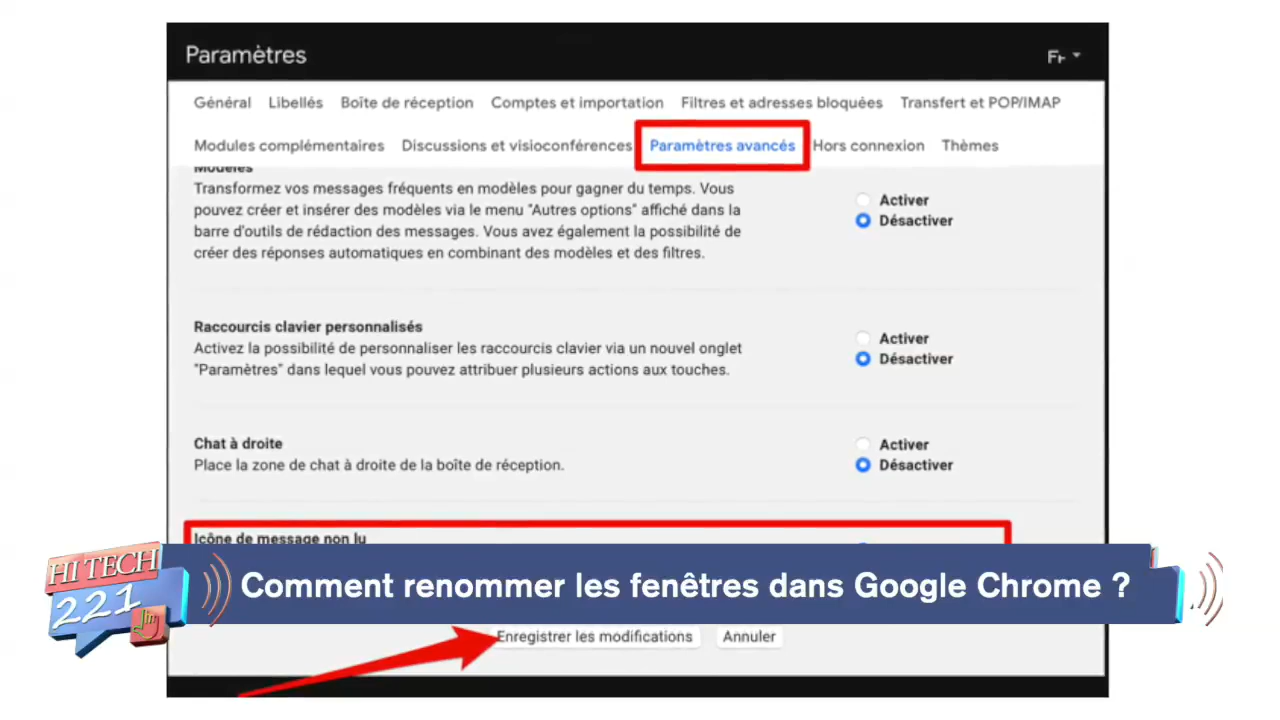 Paramètres
Fr
Général Libellés Boîte de réception Comptes et importation Filtres et adresses bloquées Transfert et POP/IMAP
Modules complémentaires Discussions et visioconférences Paramètres avancés Hors connexion Thèmes
Modèles
Transformez vos messages fréquents en modèles pour gagner du temps. Vous
pouvez créer et insérer des modèles via le menu "Autres options" affiché dans la
barre d'outils de rédaction des messages. Vous avez également la possibilité de
créer des réponses automatiques en combinant des modèles et des filtres.
Activer
Désactiver
Raccourcis clavier personnalisés
Activez la possibilité de personnaliser les raccourcis clavier via un nouvel onglet
"Paramètres" dans lequel vous pouvez attribuer plusieurs actions aux touches.
Activer
Désactiver
Chat à droite
Place la zone de chat à droite de la boîte de réception.
Activer
Désactiver
Icône de message non lu
HI TECH
221
Comment renommer les fenêtres dans Google Chrome ?
Enregistrer les modifications Annuler